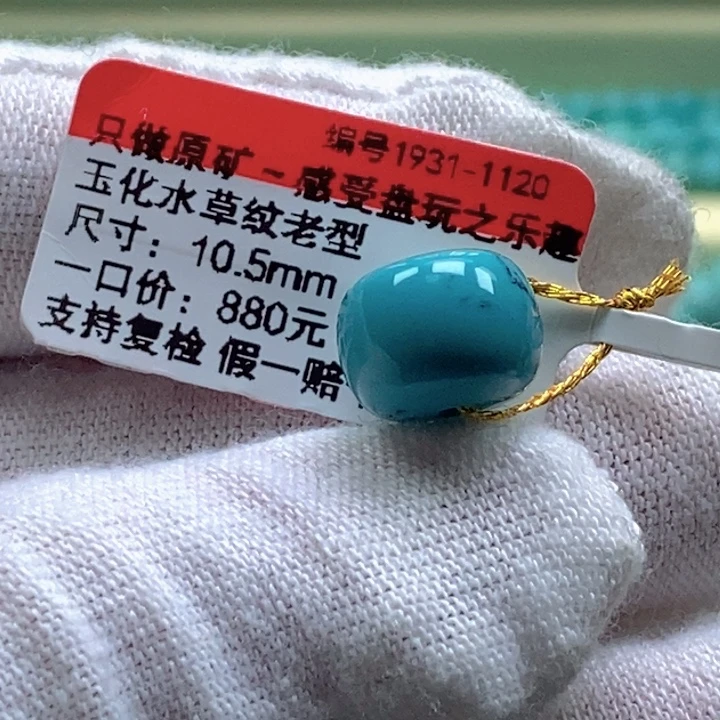 编号1931-1120
只做原矿~感受盘玩之乐趣
玉化水草纹老型
尺寸：10.5mm
一口价：880元
支持复检 假一赔